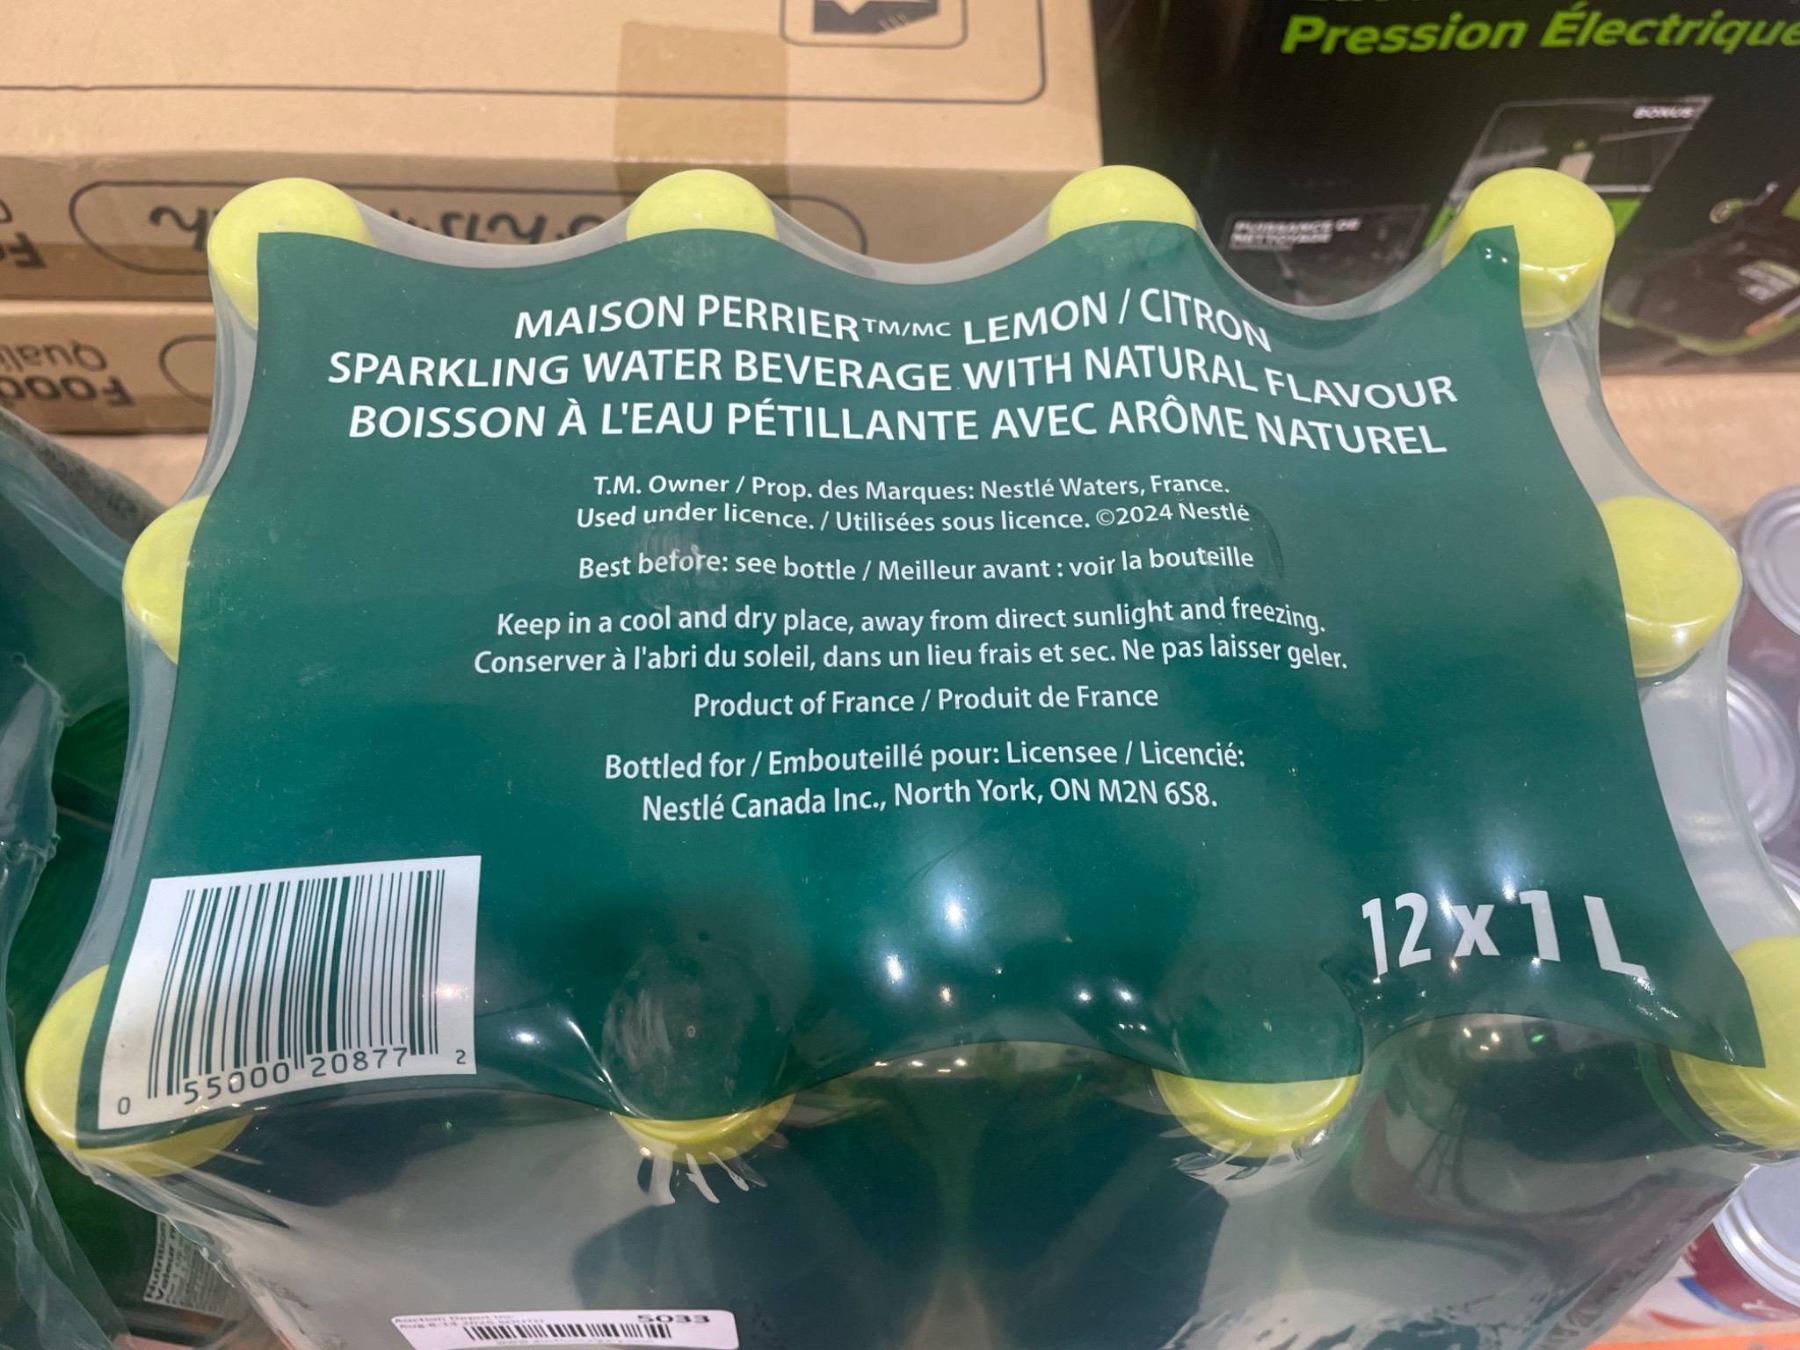 Pression Électrique
BONUS
PUISSANCE DE
NETTOYAGE
MAISON PERRIER™/MC LEMON / CITRON
SPARKLING WATER BEVERAGE WITH NATURAL FLAVOUR
BOISSON À L'EAU PÉTILLANTE AVEC ARÔME NATUREL
T.M. Owner / Prop. des Marques: Nestlé Waters, France.
Used under licence. / Utilisées sous licence. ©2024 Nestlé
Best before: see bottle / Meilleur avant : voir la bouteille
Keep in a cool and dry place, away from direct sunlight and freezing.
Conserver à l'abri du soleil, dans un lieu frais et sec. Ne pas laisser geler.
Product of France / Produit de France
Bottled for / Embouteillé pour: Licensee / Licencié:
Nestlé Canada Inc., North York, ON M2N 6S8.
12 x 1 L
0 55000 20877 2
Nutrition
5033